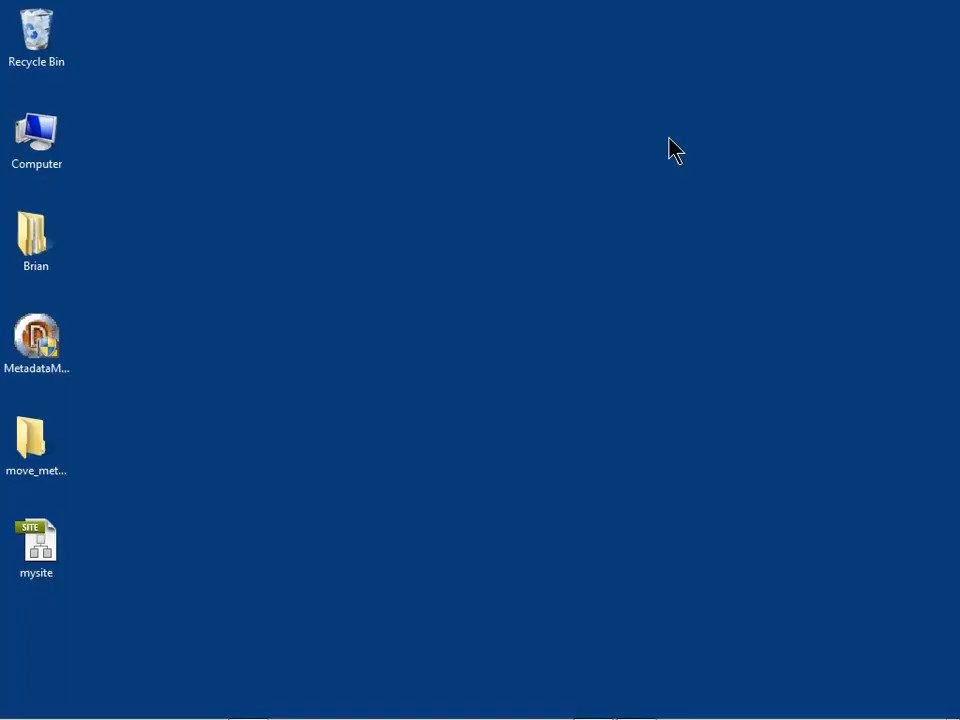 Recycle Bin
Computer
Brian
MetadataM...
move_met...
SITE
mysite